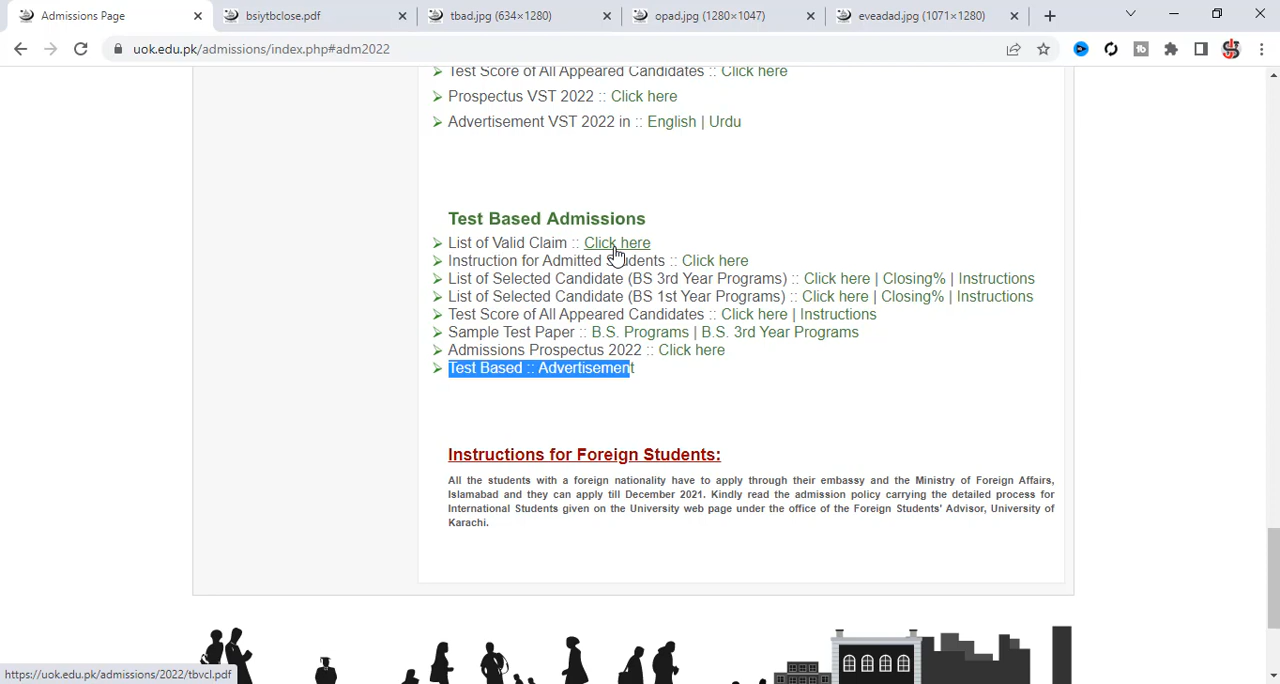 Admissions Page
bsiytbclose.pdf
tbad.jpg (634×1280)
opad.jpg (1280×1047)
eveadad.jpg (1071×1280)
uok.edu.pk/admissions/index.php#adm2022
Test Score of All Appeared Candidates :: Click here
Prospectus VST 2022 :: Click here
Advertisement VST 2022 in :: English | Urdu
Test Based Admissions
List of Valid Claim :: Click here
Instruction for Admitted Students :: Click here
List of Selected Candidate (BS 3rd Year Programs) :: Click here | Closing% | Instructions
List of Selected Candidate (BS 1st Year Programs) :: Click here | Closing% | Instructions
Test Score of All Appeared Candidates :: Click here | Instructions
Sample Test Paper :: B.S. Programs | B.S. 3rd Year Programs
Admissions Prospectus 2022 :: Click here
Test Based :: Advertisement
Instructions for Foreign Students:
All the students with a foreign nationality have to apply through their embassy and the Ministry of Foreign Affairs,
Islamabad and they can apply till December 2021. Kindly read the admission policy carrying the detailed process for
International Students given on the University web page under the office of the Foreign Students' Advisor, University of
Karachi.
https://uok.edu.pk/admissions/2022/tbvcl.pdf